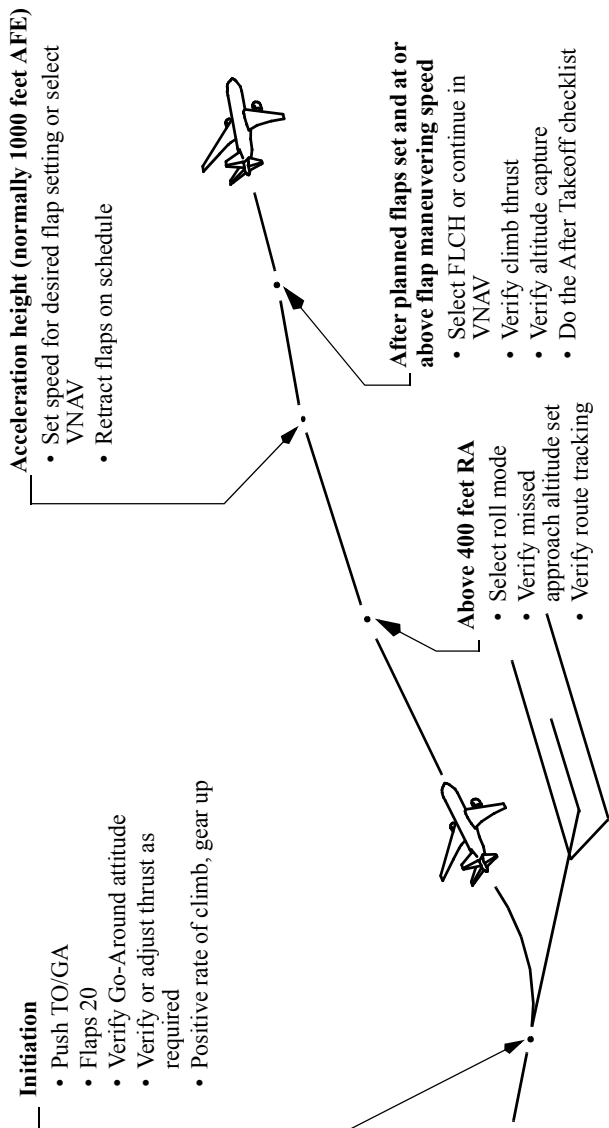 Initiation
• Push TO/GA
• Flaps 20
• Verify Go-Around attitude
• Verify or adjust thrust as
required
• Positive rate of climb, gear up
Above 400 feet RA
• Select roll mode
• Verify missed
approach altitude set
• Verify route tracking
Acceleration height (normally 1000 feet AFE)
• Set speed for desired flap setting or select
VNAV
• Retract flaps on schedule
After planned flaps set and at or
above flap maneuvering speed
• Select FLCH or continue in
VNAV
• Verify climb thrust
• Verify altitude capture
• Do the After Takeoff checklist